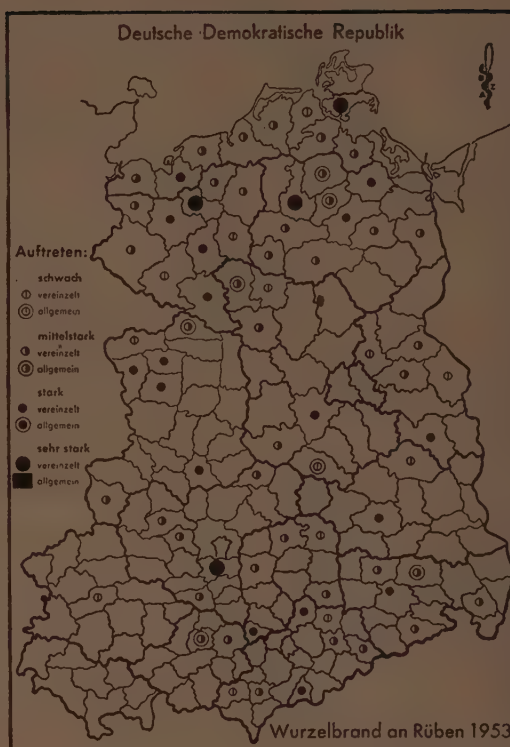 Deutsche Demokratische Republik
Auftreten:
schwach
vereinzelt
allgemein
mittelstark
vereinzelt
allgemein
stark
vereinzelt
allgemein
sehr stark
vereinzelt
allgemein
Wurzelbrand an Rüben 1953